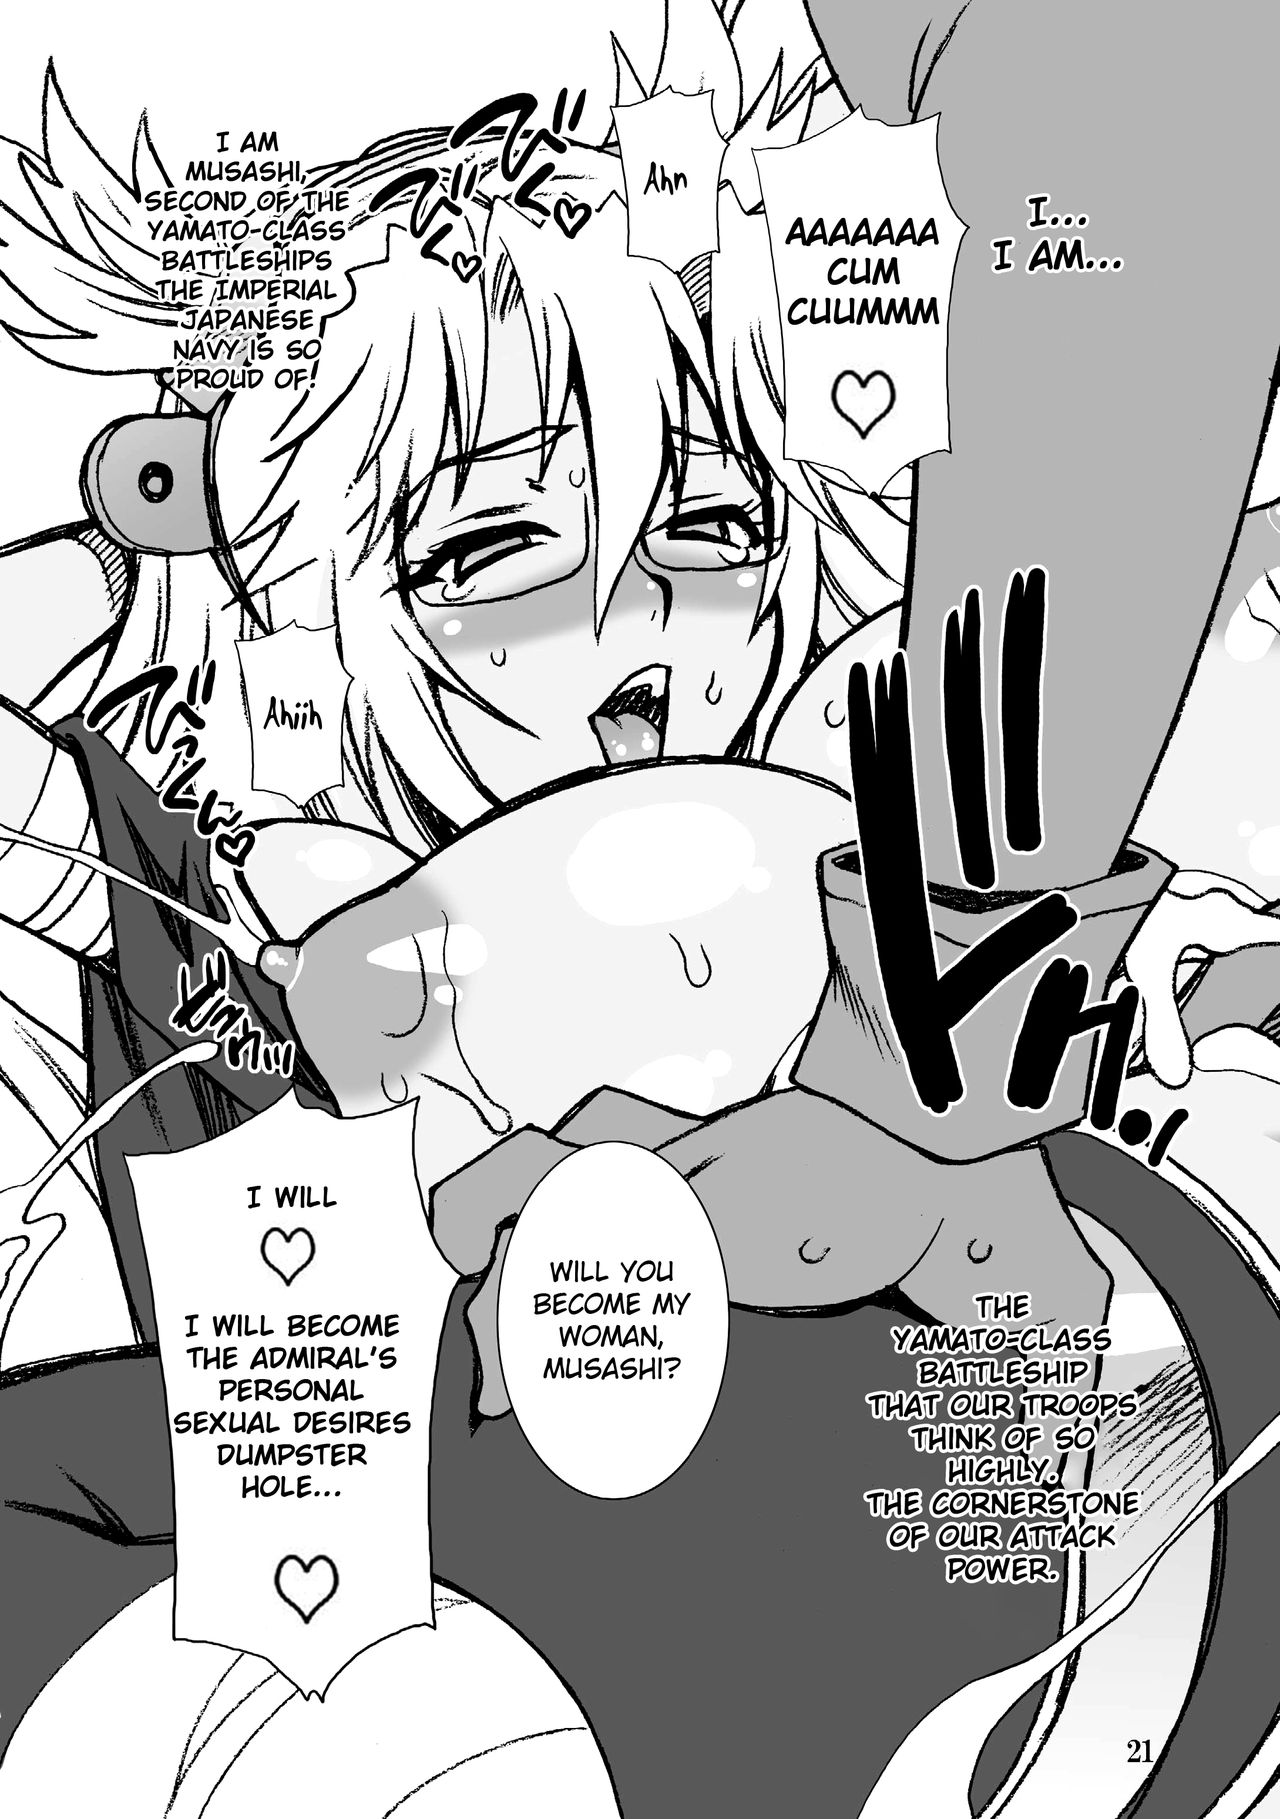 I...
I AM...
AAAAAAA
CUM
CUUMMM
♡
Ahn
I AM
MUSASHI,
SECOND OF THE
YAMATO-CLASS
BATTLESHIPS
THE IMPERIAL
JAPANESE
NAVY IS SO
PROUD OF!
Ahiih
THE
YAMATO-CLASS
BATTLESHIP
THAT OUR TROOPS
THINK OF SO
HIGHLY.
THE CORNERSTONE
OF OUR ATTACK
POWER.
WILL YOU
BECOME MY
WOMAN,
MUSASHI?
I WILL
♡
I WILL BECOME
THE ADMIRAL'S
PERSONAL
SEXUAL DESIRES
DUMPSTER
HOLE...
♡
21